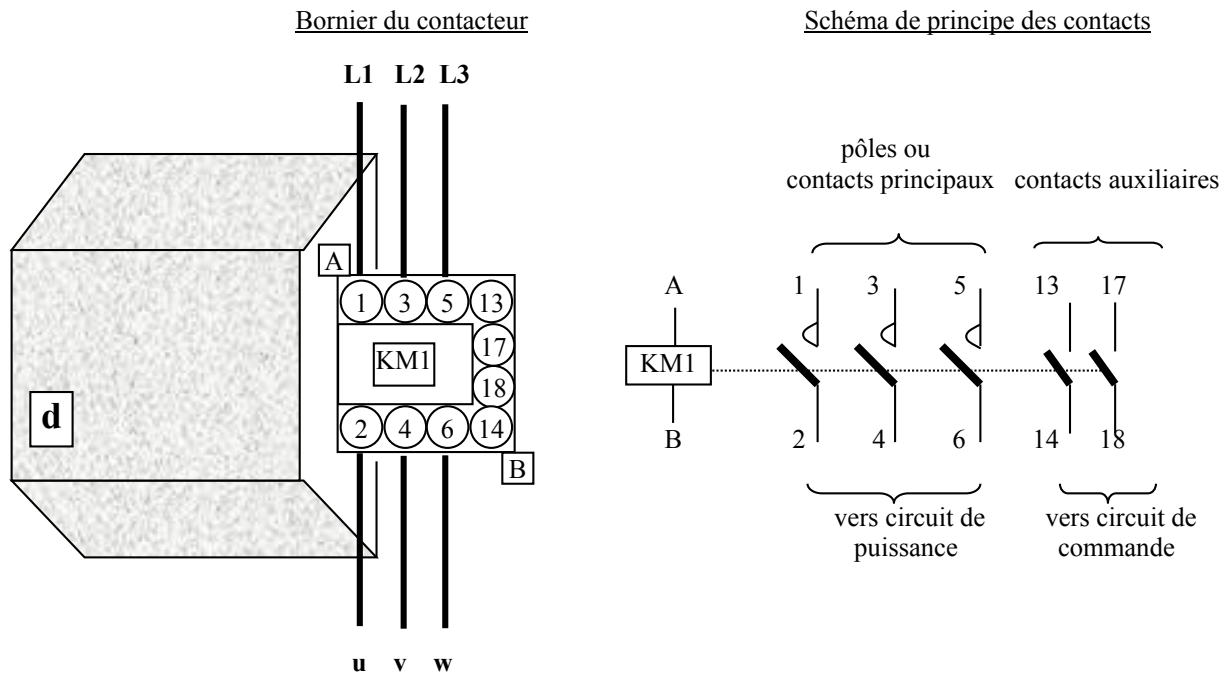 Bornier du contacteur
L1 L2 L3
A
1 3 5 13
17
KM1
18
2 4 6 14
B
d
u v w
Schéma de principe des contacts
pôles ou
contacts principaux
contacts auxiliaires
A 1 3 5 13 17
KM1
B 2 4 6 14 18
vers circuit de
puissance
vers circuit de
commande